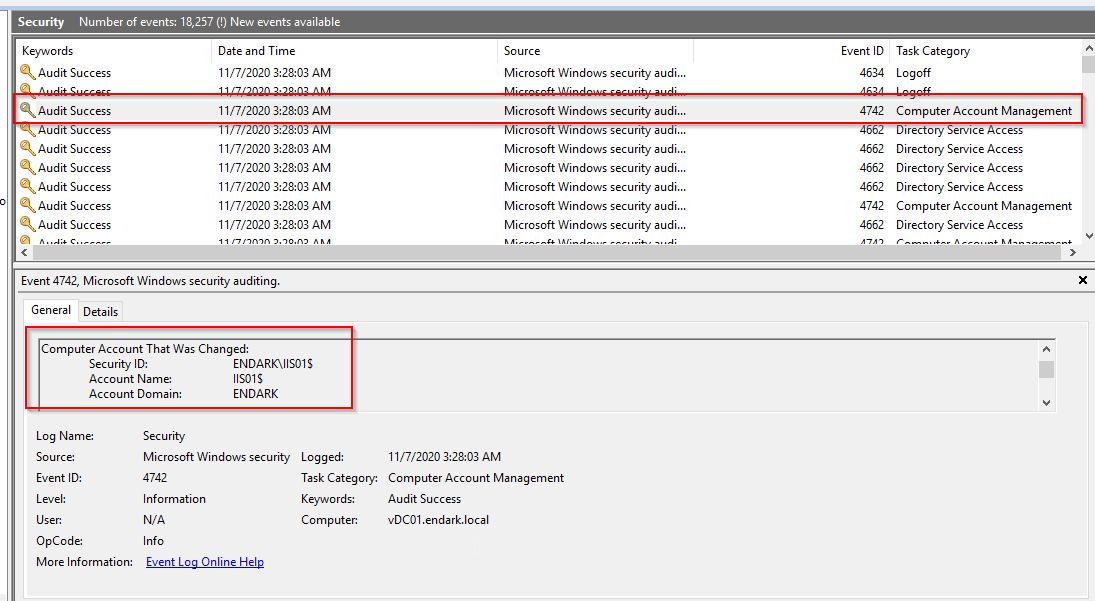 Security Number of events: 18,257 (!) New events available
Keywords Date and Time Source Event ID Task Category
Audit Success 11/7/2020 3:28:03 AM Microsoft Windows security audi... 4634 Logoff
Audit Success 11/7/2020 3:28:03 AM Microsoft Windows security audi... 4634 Logoff
Audit Success 11/7/2020 3:28:03 AM Microsoft Windows security audi... 4742 Computer Account Management
Audit Success 11/7/2020 3:28:03 AM Microsoft Windows security audi... 4662 Directory Service Access
Audit Success 11/7/2020 3:28:03 AM Microsoft Windows security audi... 4662 Directory Service Access
Audit Success 11/7/2020 3:28:03 AM Microsoft Windows security audi... 4662 Directory Service Access
Audit Success 11/7/2020 3:28:03 AM Microsoft Windows security audi... 4662 Directory Service Access
Audit Success 11/7/2020 3:28:03 AM Microsoft Windows security audi... 4742 Computer Account Management
Audit Success 11/7/2020 3:28:03 AM Microsoft Windows security audi... 4662 Directory Service Access
Audit Success 11/7/2020 3:28:03 AM Microsoft Windows security audi... 4742 Computer Account Management
o
Event 4742, Microsoft Windows security auditing.
General Details
Computer Account That Was Changed:
Security ID: ENDARK\IIS01$
Account Name: IIS01$
Account Domain: ENDARK
Log Name: Security
Source: Microsoft Windows security Logged: 11/7/2020 3:28:03 AM
Event ID: 4742 Task Category: Computer Account Management
Level: Information Keywords: Audit Success
User: N/A Computer: vDC01.endark.local
OpCode: Info
More Information: Event Log Online Help